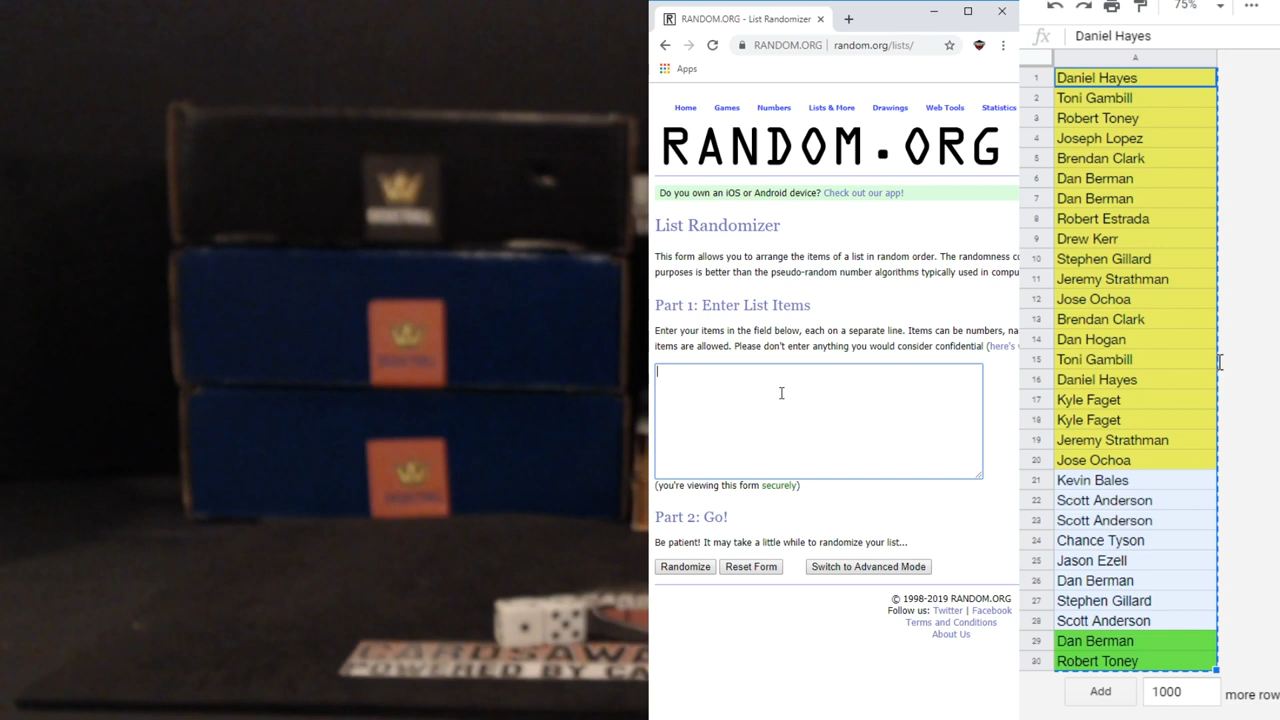 RANDOM.ORG - List Randomizer
RANDOM.ORG | random.org/lists/
Apps
Home Games Numbers Lists & More Drawings Web Tools Statistics
RANDOM.ORG
Do you own an iOS or Android device? Check out our app!
List Randomizer
This form allows you to arrange the items of a list in random order. The randomness
purposes is better than the pseudo-random number algorithms typically used in
Part 1: Enter List Items
Enter your items in the field below, each on a separate line. Items can be numbers,
items are allowed. Please don't enter anything you would consider confidential (here's
(you're viewing this form securely)
Part 2: Go!
Be patient! It may take a little while to randomize your list...
Randomize Reset Form Switch to Advanced Mode
© 1998-2019 RANDOM.ORG
Follow us: Twitter | Facebook
Terms and Conditions
About Us
75%
fx Daniel Hayes
A
1 Daniel Hayes
2 Toni Gambill
3 Robert Toney
4 Joseph Lopez
5 Brendan Clark
6 Dan Berman
7 Dan Berman
8 Robert Estrada
9 Drew Kerr
10 Stephen Gillard
11 Jeremy Strathman
12 Jose Ochoa
13 Brendan Clark
14 Dan Hogan
15 Toni Gambill
16 Daniel Hayes
17 Kyle Faget
18 Kyle Faget
19 Jeremy Strathman
20 Jose Ochoa
21 Kevin Bales
22 Scott Anderson
23 Scott Anderson
24 Chance Tyson
25 Jason Ezell
26 Dan Berman
27 Stephen Gillard
28 Scott Anderson
29 Dan Berman
30 Robert Toney
Add 1000 more
POWERED BY